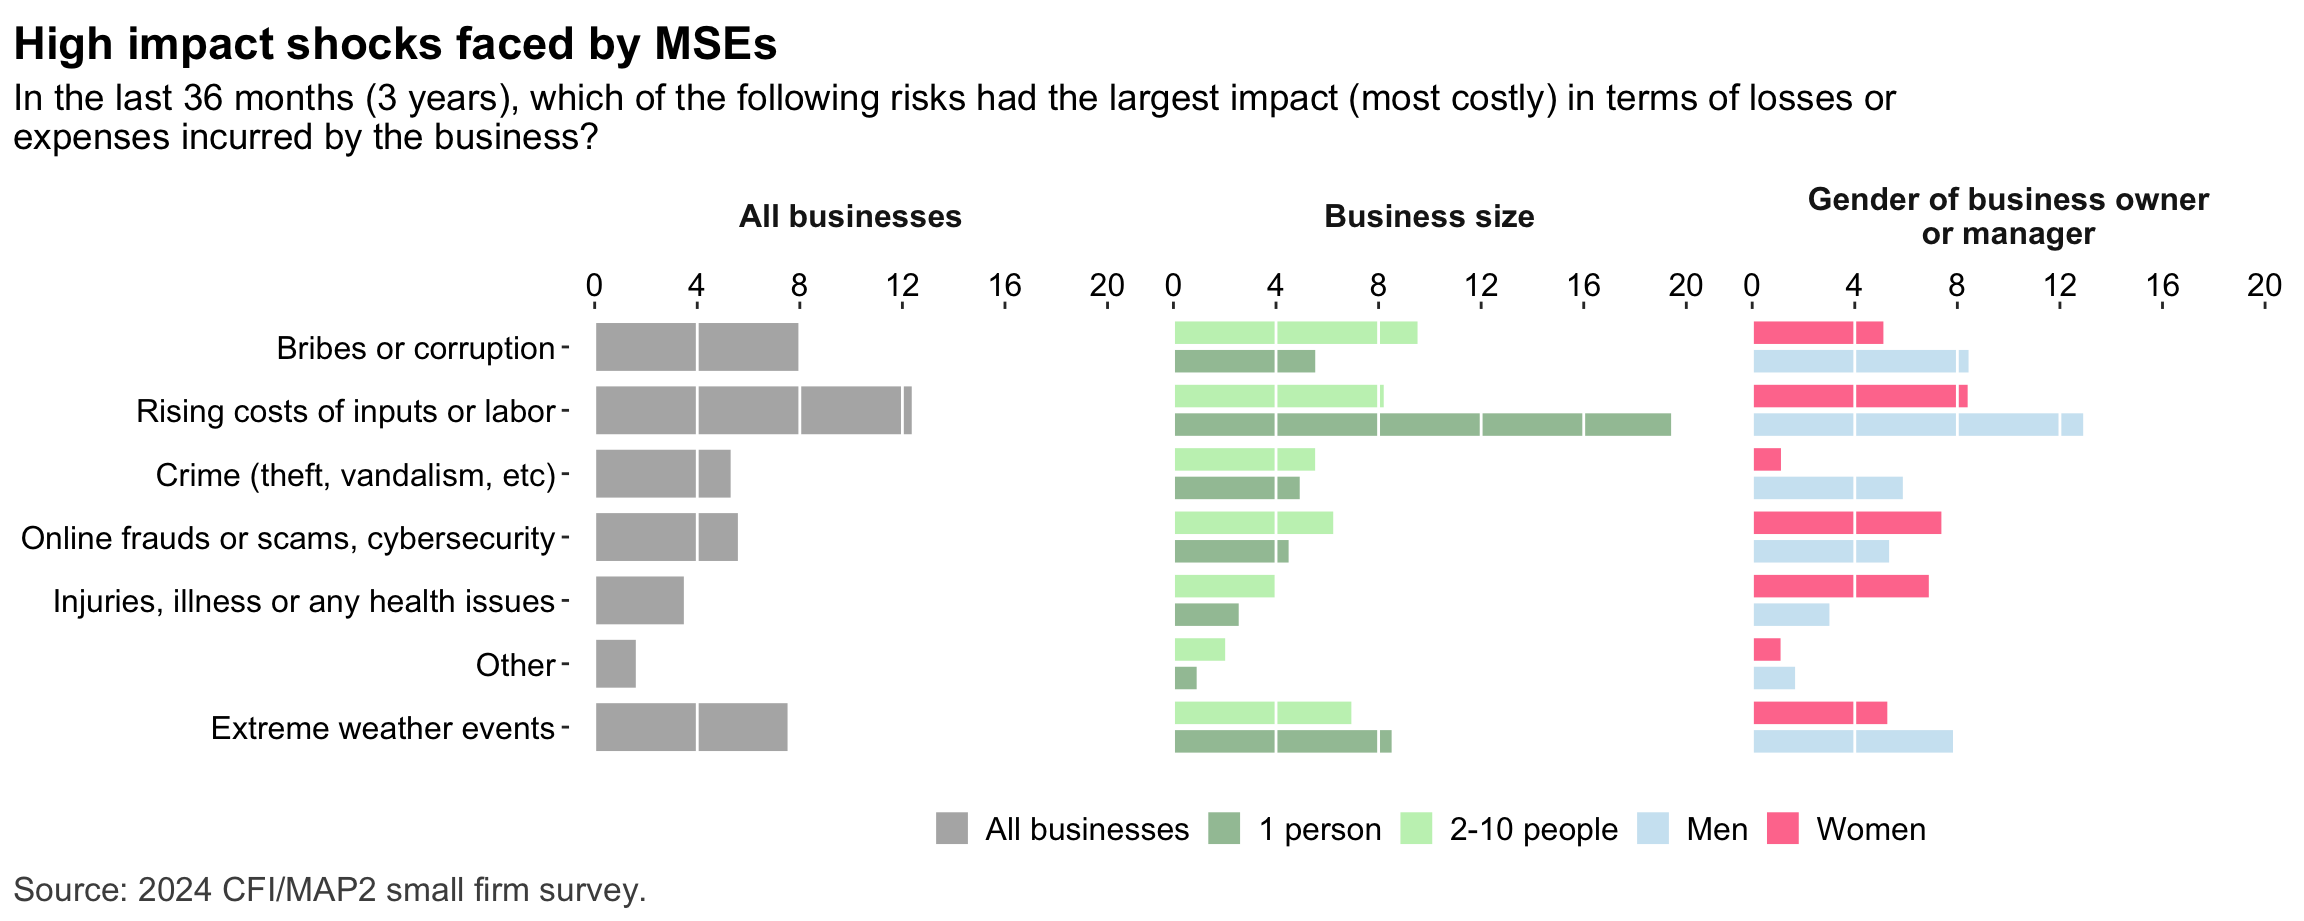 High impact shocks faced by MSEs
In the last 36 months (3 years), which of the following risks had the largest impact (most costly) in terms of losses or
expenses incurred by the business?
All businesses
Business size
Gender of business owner
or manager
0 4 8 12 16 20
0 4 8 12 16 20
0 4 8 12 16 20
Bribes or corruption
Rising costs of inputs or labor
Crime (theft, vandalism, etc)
Online frauds or scams, cybersecurity
Injuries, illness or any health issues
Other
Extreme weather events
All businesses 1 person 2-10 people Men Women
Source: 2024 CFI/MAP2 small firm survey.